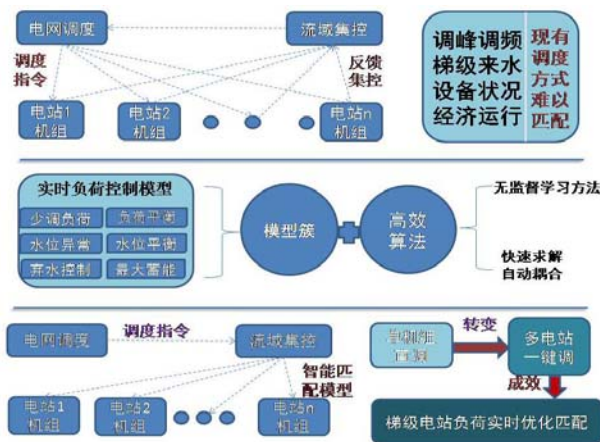 电网调度
流域集控
调度
指令
反馈
集控
电站1
机组
电站2
机组
电站n
机组
调峰调频
梯级来水
设备状况
经济运行
现有
调度
方式
难以
匹配
实时负荷控制模型
少调负荷
负荷平衡
水位异常
水位平衡
弃水控制
最大蓄能
模型簇
高效
算法
无监督学习方法
快速求解
自动耦合
电网调度
调度指令
流域集控
智能匹
配模型
电站1
机组
电站2
机组
电站n
机组
转变
多电站
一键调
成效
梯级电站负荷实时优化匹配